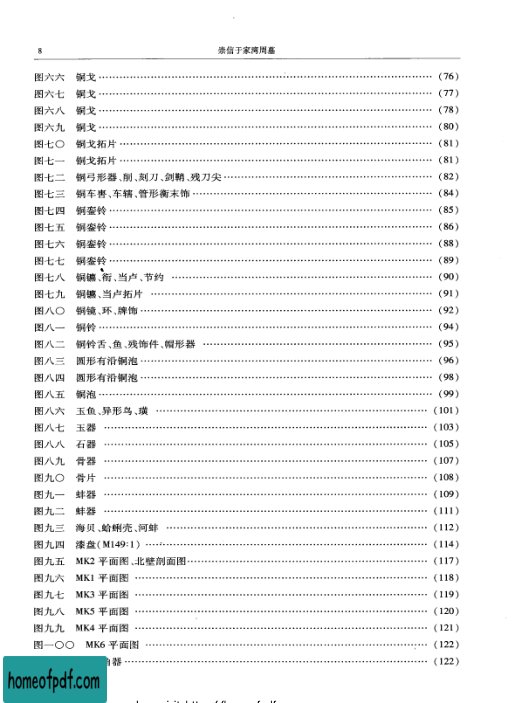 8
崇信于家湾周墓
图六六 铜戈 (76)
图六七 铜戈 (77)
图六八 铜戈 (78)
图六九 铜戈 (80)
图七〇 铜戈拓片 (81)
图七一 铜戈拓片 (81)
图七二 铜弓形器、削、刻刀、剑鞘、残刀尖 (82)
图七三 铜车軎、车辖、管形衡末饰 (84)
图七四 铜銮铃 (85)
图七五 铜銮铃 (86)
图七六 铜銮铃 (88)
图七七 铜銮铃 (89)
图七八 铜镳、衔、当卢、节约 (90)
图七九 铜镳、当卢拓片 (91)
图八〇 铜镜、环、牌饰 (92)
图八一 铜铃 (94)
图八二 铜铃舌、鱼、残饰件、帽形器 (95)
图八三 圆形有沿铜泡 (96)
图八四 圆形有沿铜泡 (98)
图八五 铜泡 (99)
图八六 玉鱼、异形鸟、璜 (101)
图八七 玉器 (103)
图八八 石器 (105)
图八九 骨器 (107)
图九〇 骨片 (108)
图九一 蚌器 (109)
图九二 蚌器 (111)
图九三 海贝、蛤蜊壳、河蚌 (112)
图九四 漆盘(M149:1) (114)
图九五 MK2 平面图、北壁剖面图 (117)
图九六 MK1 平面图 (118)
图九七 MK3 平面图 (119)
图九八 MK5 平面图 (120)
图九九 MK4 平面图 (121)
图一〇〇 MK6 平面图 (122)
器 (122)
homeofpdf.com